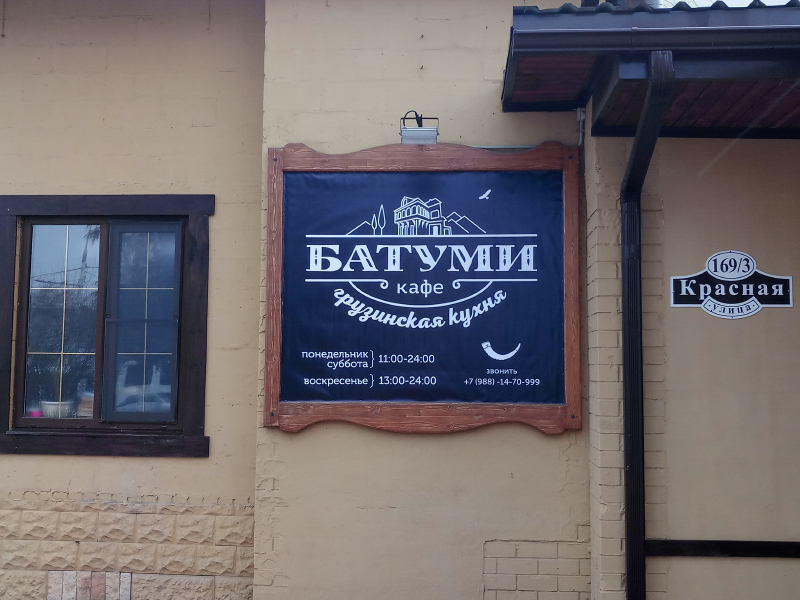 БАТУМИ
кафе
грузинская кухня
понедельник
суббота } 11:00-24:00
воскресенье } 13:00-24:00
звонить
+7 (988) -14-70-999
169/3
Красная
улица